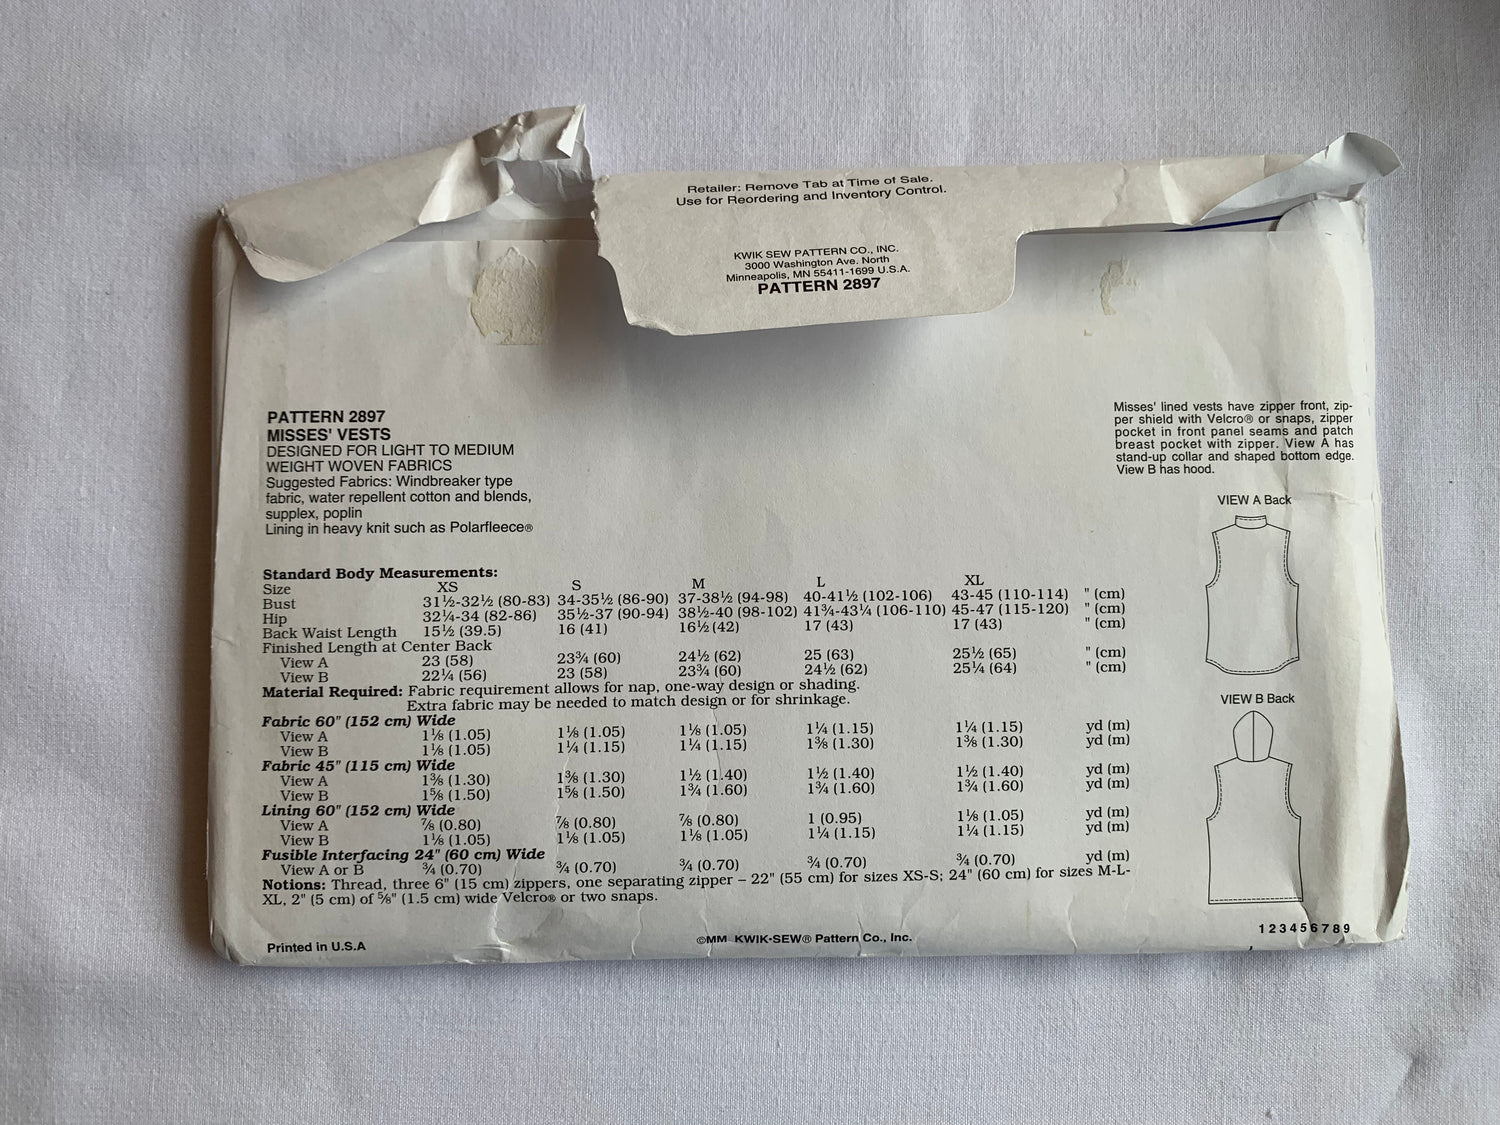 Retailer: Remove Tab at Time of Sale.
Use for Reordering and Inventory Control.
KWIK SEW PATTERN CO., INC.
3000 Washington Ave. North
Minneapolis, MN 55411-1699 U.S.A.
PATTERN 2897
PATTERN 2897
MISSES' VESTS
DESIGNED FOR LIGHT TO MEDIUM
WEIGHT WOVEN FABRICS
Suggested Fabrics: Windbreaker type
fabric, water repellent cotton and blends,
supplex, poplin
Lining in heavy knit such as Polarfleece®
Misses' lined vests have zipper front, zip-
per shield with Velcro® or snaps, zipper
pocket in front panel seams and patch
breast pocket with zipper. View A has
stand-up collar and shaped bottom edge.
View B has hood.
VIEW A Back
VIEW B Back
Standard Body Measurements:
Size XS S M L XL
Bust 31½-32½ (80-83) 34-35½ (86-90) 37-38½ (94-98) 40-41½ (102-106) 43-45 (110-114) " (cm)
Hip 32¼-34 (82-86) 35½-37 (90-94) 38½-40 (98-102) 41¾-43¼ (106-110) 45-47 (115-120) " (cm)
Back Waist Length 15½ (39.5) 16 (41) 16½ (42) 17 (43) 17 (43) " (cm)
Finished Length at Center Back
View A 23 (58) 23¾ (60) 24½ (62) 25 (63) 25½ (65) " (cm)
View B 22¼ (56) 23 (58) 23¾ (60) 24½ (62) 25¼ (64) " (cm)
Material Required: Fabric requirement allows for nap, one-way design or shading.
Extra fabric may be needed to match design or for shrinkage.
Fabric 60" (152 cm) Wide
View A 1⅛ (1.05) 1⅛ (1.05) 1⅛ (1.05) 1¼ (1.15) 1¼ (1.15) yd (m)
View B 1⅛ (1.05) 1¼ (1.15) 1¼ (1.15) 1⅜ (1.30) 1⅜ (1.30) yd (m)
Fabric 45" (115 cm) Wide
View A 1⅜ (1.30) 1⅜ (1.30) 1½ (1.40) 1½ (1.40) 1½ (1.40) yd (m)
View B 1⅝ (1.50) 1⅝ (1.50) 1¾ (1.60) 1¾ (1.60) 1¾ (1.60) yd (m)
Lining 60" (152 cm) Wide
View A ⅞ (0.80) ⅞ (0.80) ⅞ (0.80) 1 (0.95) 1⅛ (1.05) yd (m)
View B 1⅛ (1.05) 1⅛ (1.05) 1⅛ (1.05) 1¼ (1.15) 1¼ (1.15) yd (m)
Fusible Interfacing 24" (60 cm) Wide
View A or B ¾ (0.70) ¾ (0.70) ¾ (0.70) ¾ (0.70) ¾ (0.70) yd (m)
Notions: Thread, three 6" (15 cm) zippers, one separating zipper – 22" (55 cm) for sizes XS-S; 24" (60 cm) for sizes M-L-
XL, 2" (5 cm) of ⅝" (1.5 cm) wide Velcro® or two snaps.
Printed in U.S.A
©MM KWIK•SEW® Pattern Co., Inc.
1 2 3 4 5 6 7 8 9